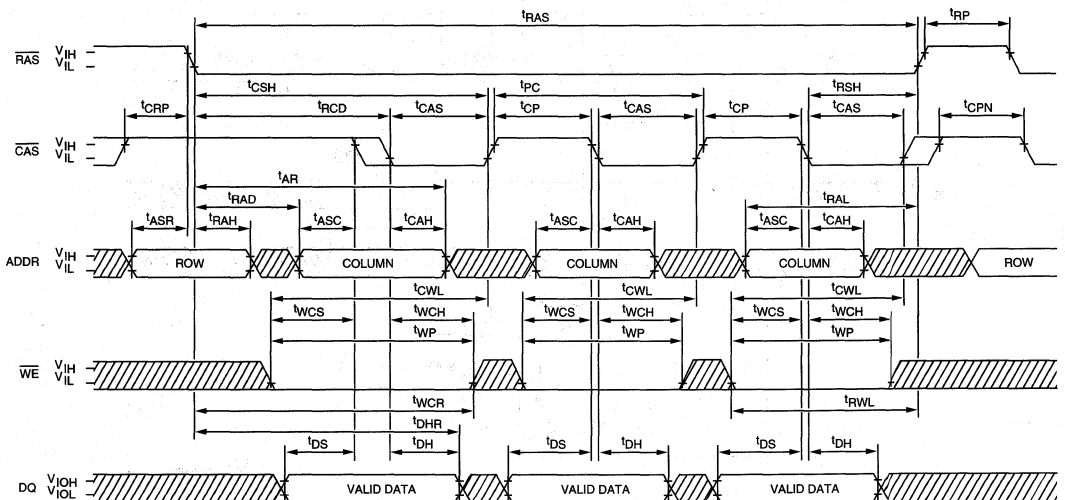 tRAS tRP
RAS VIH
VIL
tCSH tPC tRSH
tCRP tRCD tCAS tCP tCAS tCP tCAS tCPN
CAS VIH
VIL
tAR
tRAD tRAL
tASR tRAH tASC tCAH tASC tCAH tASC tCAH
ADDR VIH
VIL
ROW COLUMN COLUMN COLUMN ROW
tCWL tCWL tCWL
tWCS tWCH tWCS tWCH tWCS tWCH
tWP tWP tWP
WE VIH
VIL
tWCR tRWL
tDHR
tDS tDH tDS tDH tDS tDH
DQ VIOH
VIOL
VALID DATA VALID DATA VALID DATA